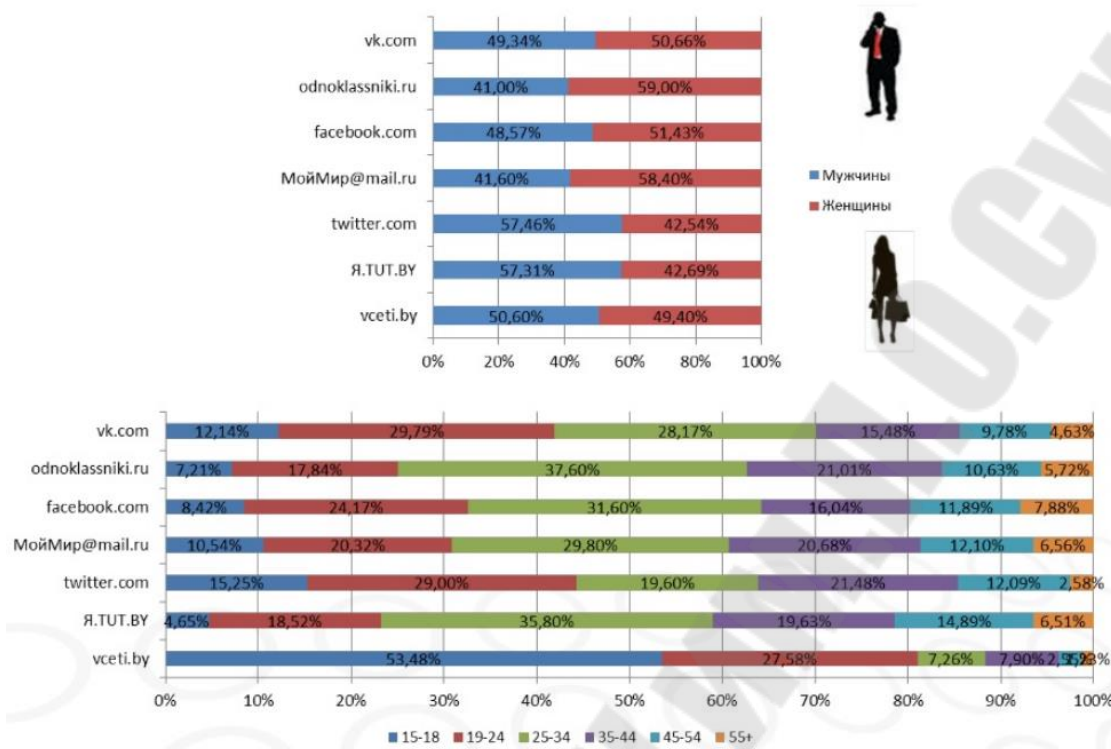 vk.com 49,34% 50,66%
odnoklassniki.ru 41,00% 59,00%
facebook.com 48,57% 51,43%
МойМир@mail.ru 41,60% 58,40%
twitter.com 57,46% 42,54%
Я.TUT.BY 57,31% 42,69%
vceti.by 50,60% 49,40%
0% 20% 40% 60% 80% 100%
Мужчины
Женщины
vk.com 12,14% 29,79% 28,17% 15,48% 9,78% 4,63%
odnoklassniki.ru 7,21% 17,84% 37,60% 21,01% 10,63% 5,72%
facebook.com 8,42% 24,17% 31,60% 16,04% 11,89% 7,88%
МойМир@mail.ru 10,54% 20,32% 29,80% 20,68% 12,10% 6,56%
twitter.com 15,25% 29,00% 19,60% 21,48% 12,09% 2,58%
Я.TUT.BY 4,65% 18,52% 35,80% 19,63% 14,89% 6,51%
vceti.by 53,48% 27,58% 7,26% 7,90%
0% 10% 20% 30% 40% 50% 60% 70% 80% 90% 100%
15-18 19-24 25-34 35-44 45-54 55+